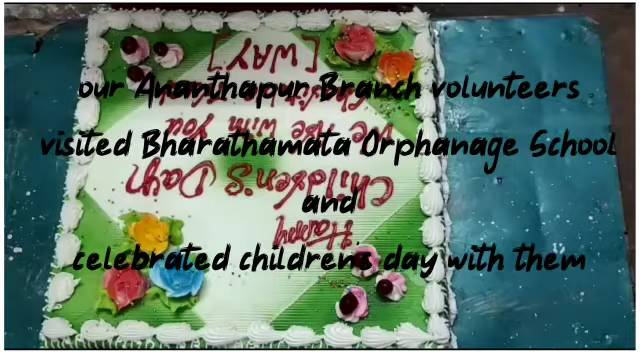 our Ananthapur Branch volunteers
visited Bharathamata Orphanage School
and
celebrated children's day with them
Happy
Children's Day
We Are With You
[WAY]